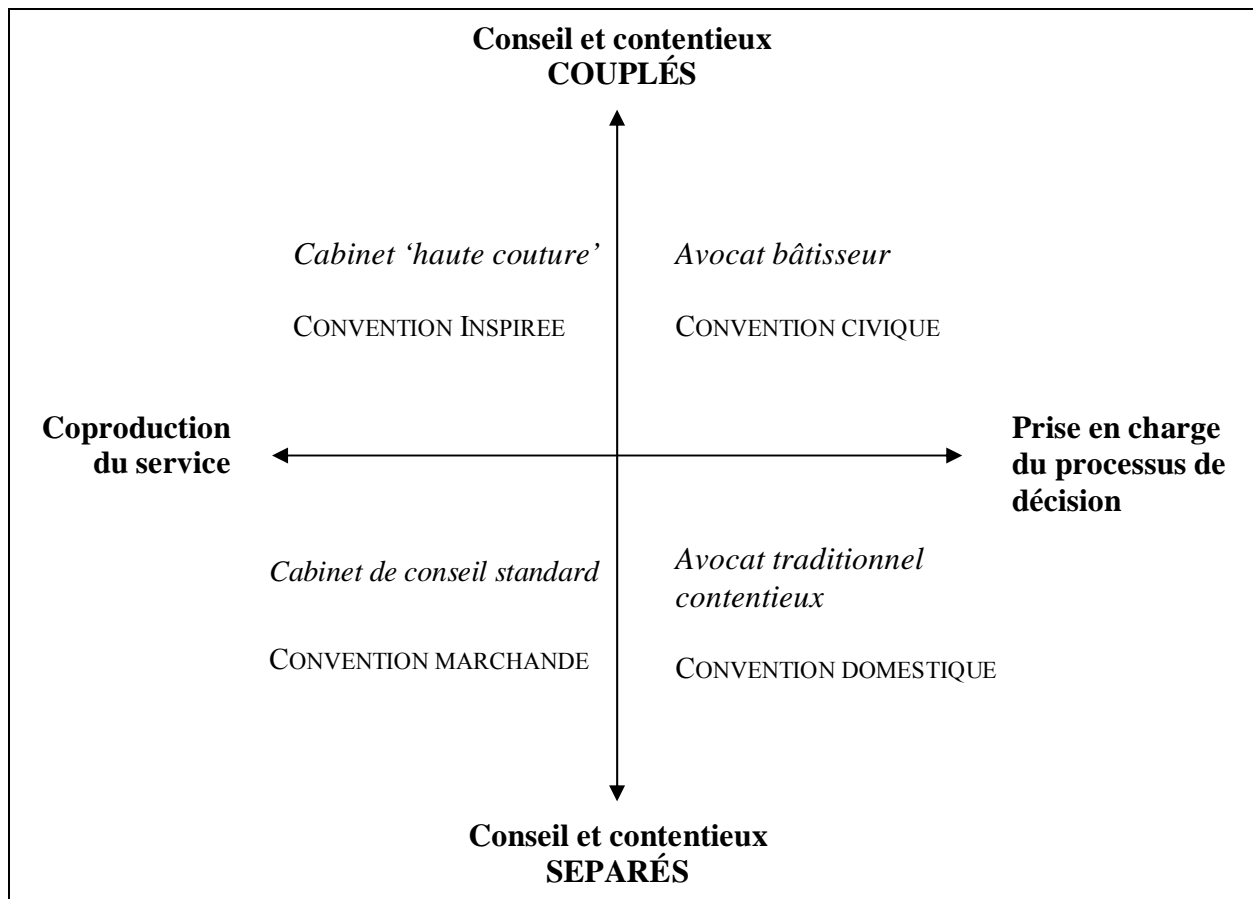 Conseil et contentieux
COUPLÉS
Cabinet ‘haute couture’
Avocat bâtisseur
CONVENTION INSPIREE
CONVENTION CIVIQUE
Coproduction
du service
Prise en charge
du processus de
décision
Cabinet de conseil standard
Avocat traditionnel
contentieux
CONVENTION MARCHANDE
CONVENTION DOMESTIQUE
Conseil et contentieux
SEPARÉS